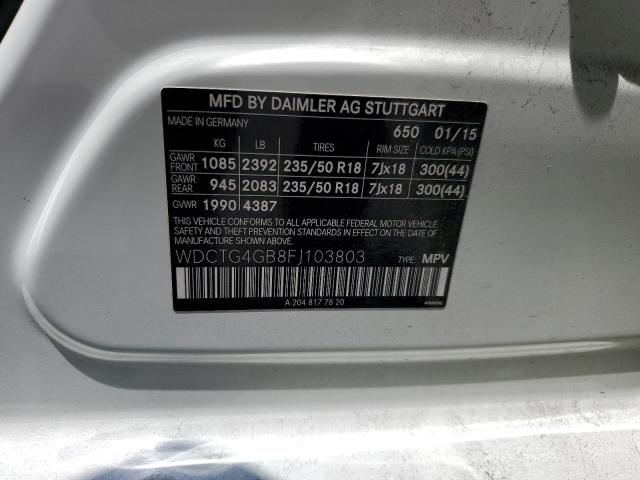 MFD BY DAIMLER AG STUTTGART
MADE IN GERMANY 650 01/15
KG LB TIRES RIM SIZE COLD KPA (PSI)
GAWR FRONT 1085 2392 235/50 R18 7Jx18 300(44)
GAWR REAR 945 2083 235/50 R18 7Jx18 300(44)
GVWR 1990 4387
THIS VEHICLE CONFORMS TO ALL APPLICABLE FEDERAL MOTOR VEHICLE
SAFETY AND THEFT PREVENTION STANDARDS IN EFFECT ON THE
DATE OF MANUFACTURE SHOWN ABOVE.
WDCTG4GB8FJ103803 TYPE: MPV
A 204 817 78 20